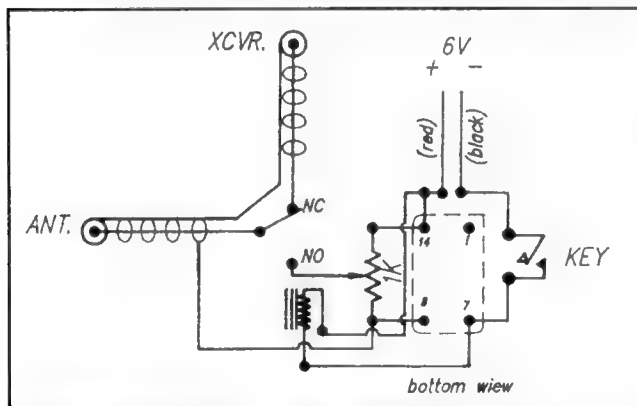 XCVR.
6V
+ -
(red) (black)
NC
ANT.
14 1
NO
1K
KEY
8 7
bottom wiew